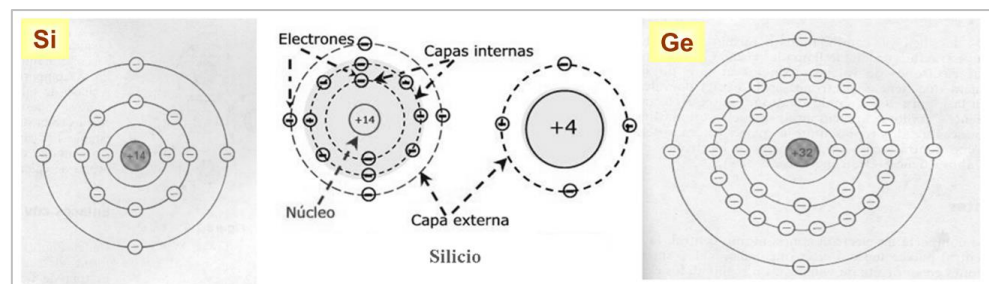 Si
+14
Electrones
Capas internas
+14
Núcleo
Capa externa
+4
Silicio
Ge
+32